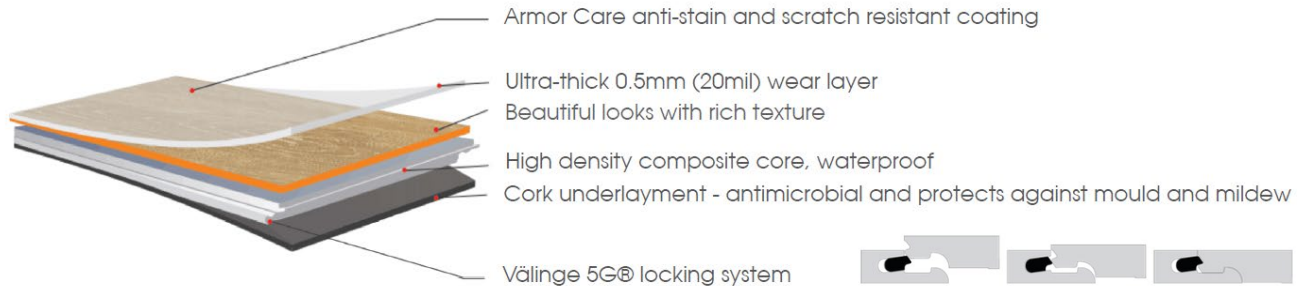 Armor Care anti-stain and scratch resistant coating
Ultra-thick 0.5mm (20mil) wear layer
Beautiful looks with rich texture
High density composite core, waterproof
Cork underlayment - antimicrobial and protects against mould and mildew
Välinge 5G® locking system